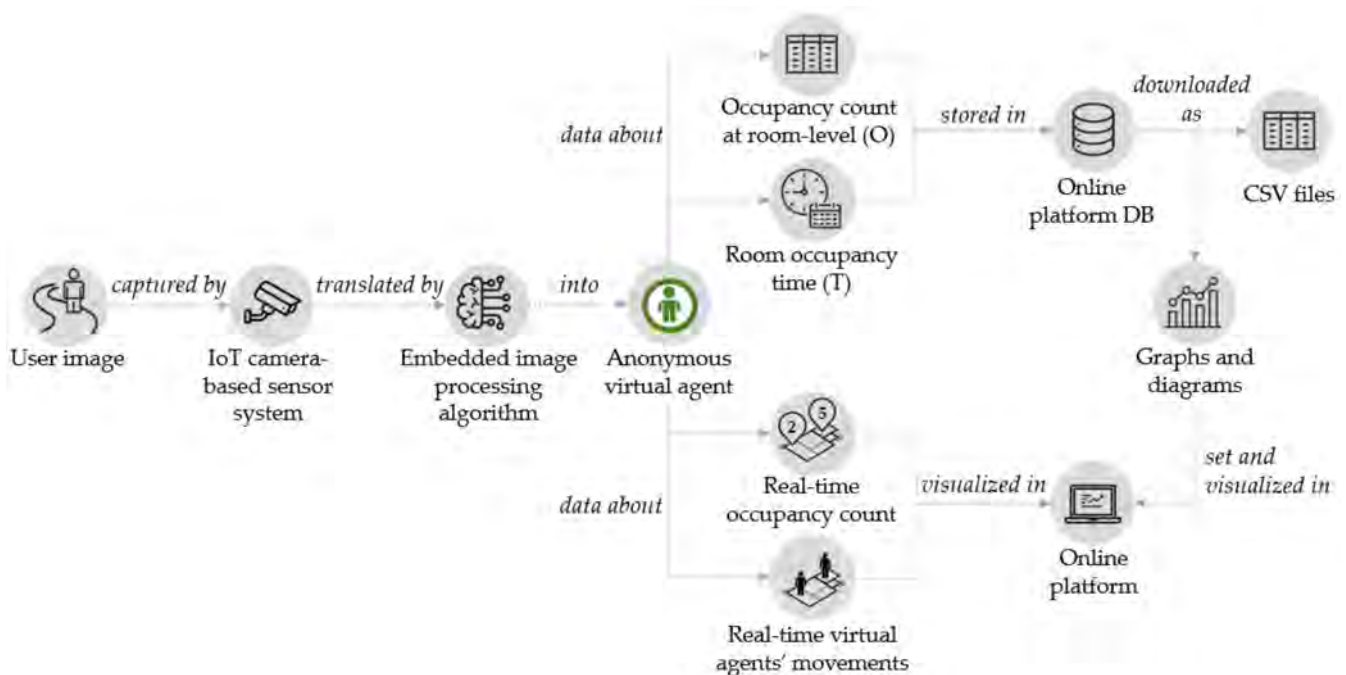 data about
Occupancy count
at room-level (O)
stored in
downloaded
as
Online
platform DB
CSV files
Room occupancy
time (T)
User image
captured by
IoT camera-
based sensor
system
translated by
Embedded image
processing
algorithm
into
Anonymous
virtual agent
Graphs and
diagrams
data about
2
5
Real-time
occupancy count
visualized in
Online
platform
set and
visualized in
Real-time virtual
agents' movements